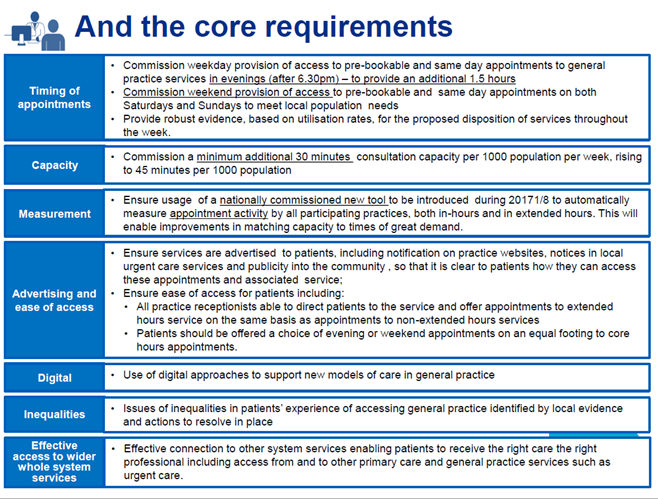 And the core requirements
Timing of
appointments
• Commission weekday provision of access to pre-bookable and same day appointments to general
practice services in evenings (after 6.30pm) – to provide an additional 1.5 hours
• Commission weekend provision of access to pre-bookable and same day appointments on both
Saturdays and Sundays to meet local population needs
• Provide robust evidence, based on utilisation rates, for the proposed disposition of services throughout
the week.
Capacity
• Commission a minimum additional 30 minutes consultation capacity per 1000 population per week, rising
to 45 minutes per 1000 population
Measurement
• Ensure usage of a nationally commissioned new tool to be introduced during 20171/8 to automatically
measure appointment activity by all participating practices, both in-hours and in extended hours. This will
enable improvements in matching capacity to times of great demand.
Advertising and
ease of access
• Ensure services are advertised to patients, including notification on practice websites, notices in local
urgent care services and publicity into the community , so that it is clear to patients how they can access
these appointments and associated service;
• Ensure ease of access for patients including:
• All practice receptionists able to direct patients to the service and offer appointments to extended
hours service on the same basis as appointments to non-extended hours services
• Patients should be offered a choice of evening or weekend appointments on an equal footing to core
hours appointments.
Digital
• Use of digital approaches to support new models of care in general practice
Inequalities
• Issues of inequalities in patients' experience of accessing general practice identified by local evidence
and actions to resolve in place
Effective
access to wider
whole system
services
• Effective connection to other system services enabling patients to receive the right care the right
professional including access from and to other primary care and general practice services such as
urgent care.